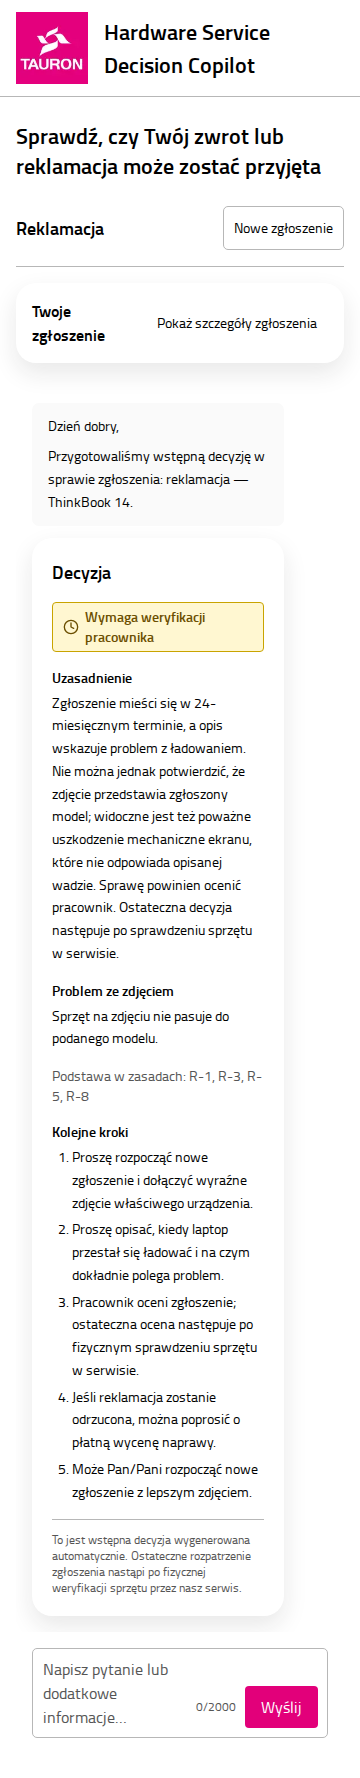 TAURON
Hardware Service
Decision Copilot
Sprawdź, czy Twój zwrot lub
reklamacja może zostać przyjęta
Reklamacja
Nowe zgłoszenie
Twoje
zgłoszenie
Pokaż szczegóły zgłoszenia
Dzień dobry,
Przygotowaliśmy wstępną decyzję w
sprawie zgłoszenia: reklamacja —
ThinkBook 14.
Decyzja
Wymaga weryfikacji
pracownika
Uzasadnienie
Zgłoszenie mieści się w 24-
miesięcznym terminie, a opis
wskazuje problem z ładowaniem.
Nie można jednak potwierdzić, że
zdjęcie przedstawia zgłoszony
model; widoczne jest też poważne
uszkodzenie mechaniczne ekranu,
które nie odpowiada opisanej
wadzie. Sprawę powinien ocenić
pracownik. Ostateczna decyzja
następuje po sprawdzeniu sprzętu
w serwisie.
Problem ze zdjęciem
Sprzęt na zdjęciu nie pasuje do
podanego modelu.
Podstawa w zasadach: R-1, R-3, R-
5, R-8
Kolejne kroki
1. Proszę rozpocząć nowe
zgłoszenie i dołączyć wyraźne
zdjęcie właściwego urządzenia.
2. Proszę opisać, kiedy laptop
przestał się ładować i na czym
dokładnie polega problem.
3. Pracownik oceni zgłoszenie;
ostateczna ocena następuje po
fizycznym sprawdzeniu sprzętu
w serwisie.
4. Jeśli reklamacja zostanie
odrzucona, można poprosić o
płatną wycenę naprawy.
5. Może Pan/Pani rozpocząć nowe
zgłoszenie z lepszym zdjęciem.
To jest wstępna decyzja wygenerowana
automatycznie. Ostateczne rozpatrzenie
zgłoszenia nastąpi po fizycznej
weryfikacji sprzętu przez nasz serwis.
Napisz pytanie lub
dodatkowe
informacje...
0/2000
Wyślij